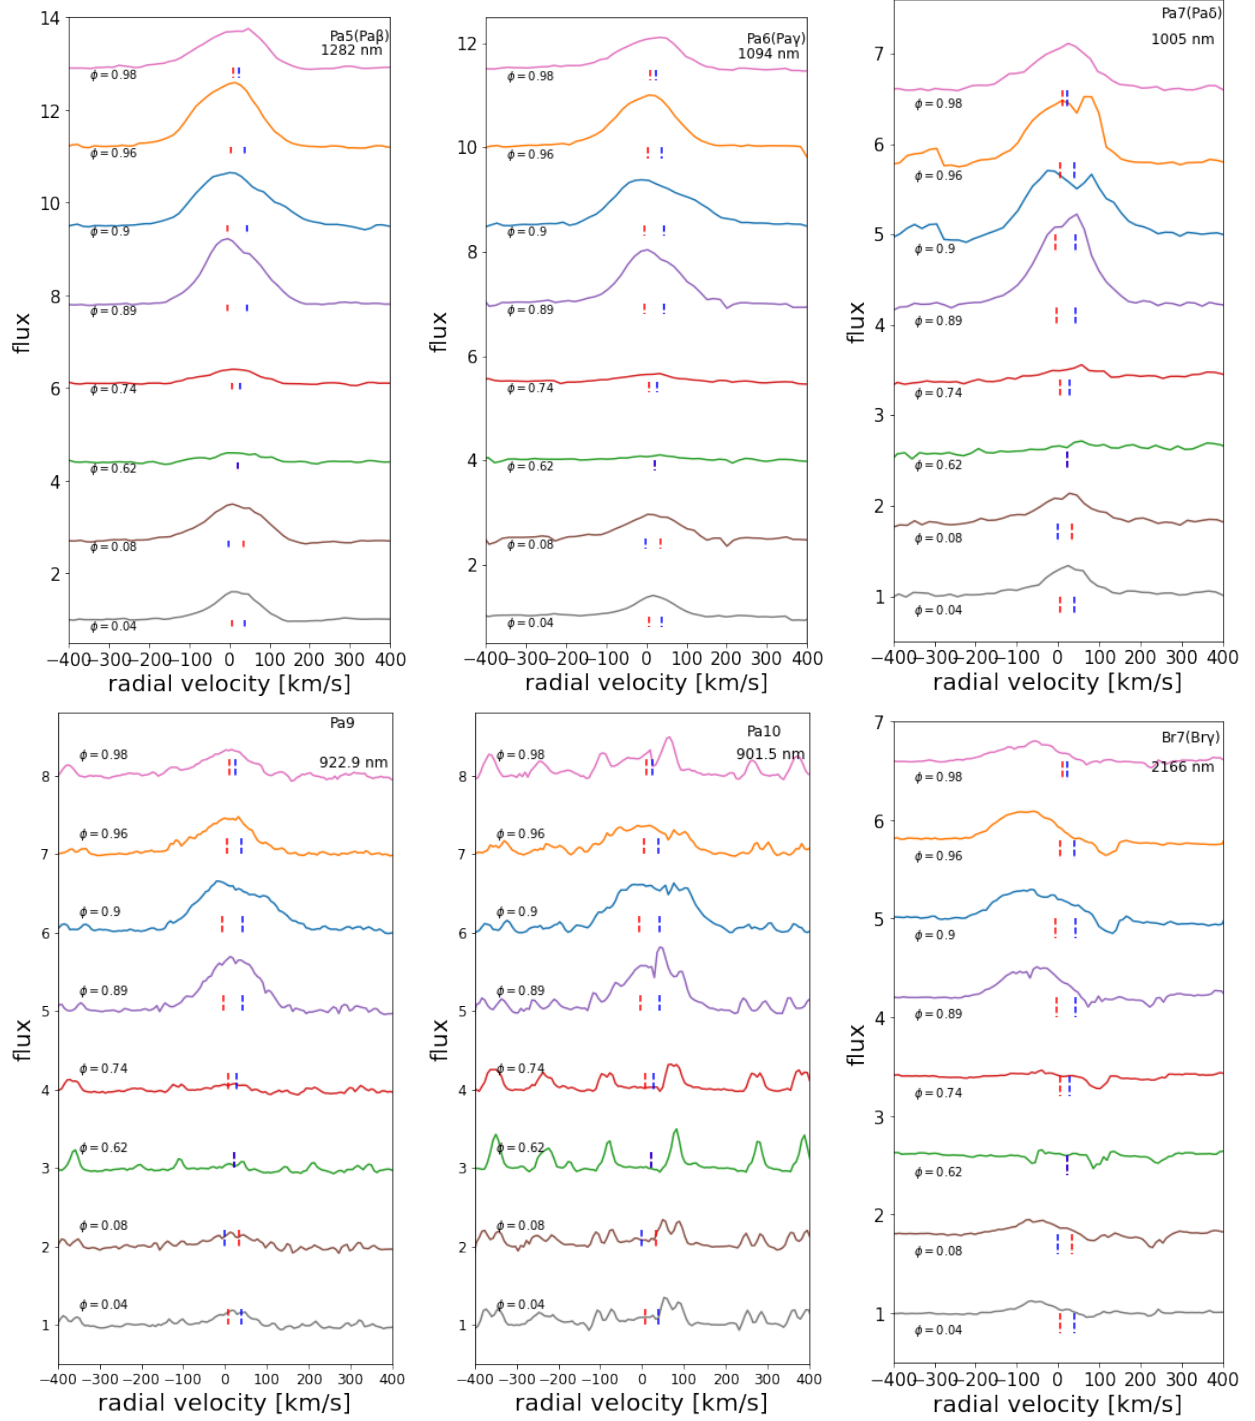 14
12
10
8
6
4
2
flux
Pa5(Paβ)
1282 nm
ϕ = 0.98
ϕ = 0.96
ϕ = 0.9
ϕ = 0.89
ϕ = 0.74
ϕ = 0.62
ϕ = 0.08
ϕ = 0.04
−400 −300 −200 −100 0 100 200 300 400
radial velocity [km/s]
12
10
8
6
4
2
flux
Pa6(Paγ)
1094 nm
ϕ = 0.98
ϕ = 0.96
ϕ = 0.9
ϕ = 0.89
ϕ = 0.74
ϕ = 0.62
ϕ = 0.08
ϕ = 0.04
−400 −300 −200 −100 0 100 200 300 400
radial velocity [km/s]
7
6
5
4
3
2
1
flux
Pa7(Paδ)
1005 nm
ϕ = 0.98
ϕ = 0.96
ϕ = 0.9
ϕ = 0.89
ϕ = 0.74
ϕ = 0.62
ϕ = 0.08
ϕ = 0.04
−400 −300 −200 −100 0 100 200 300 400
radial velocity [km/s]
8
7
6
5
4
3
2
1
flux
Pa9
922.9 nm
ϕ = 0.98
ϕ = 0.96
ϕ = 0.9
ϕ = 0.89
ϕ = 0.74
ϕ = 0.62
ϕ = 0.08
ϕ = 0.04
−400 −300 −200 −100 0 100 200 300 400
radial velocity [km/s]
8
7
6
5
4
3
2
1
flux
Pa10
901.5 nm
ϕ = 0.98
ϕ = 0.96
ϕ = 0.9
ϕ = 0.89
ϕ = 0.74
ϕ = 0.62
ϕ = 0.08
ϕ = 0.04
−400 −300 −200 −100 0 100 200 300 400
radial velocity [km/s]
7
6
5
4
3
2
1
flux
Br7(Brγ)
2166 nm
ϕ = 0.98
ϕ = 0.96
ϕ = 0.9
ϕ = 0.89
ϕ = 0.74
ϕ = 0.62
ϕ = 0.08
ϕ = 0.04
−400 −300 −200 −100 0 100 200 300 400
radial velocity [km/s]